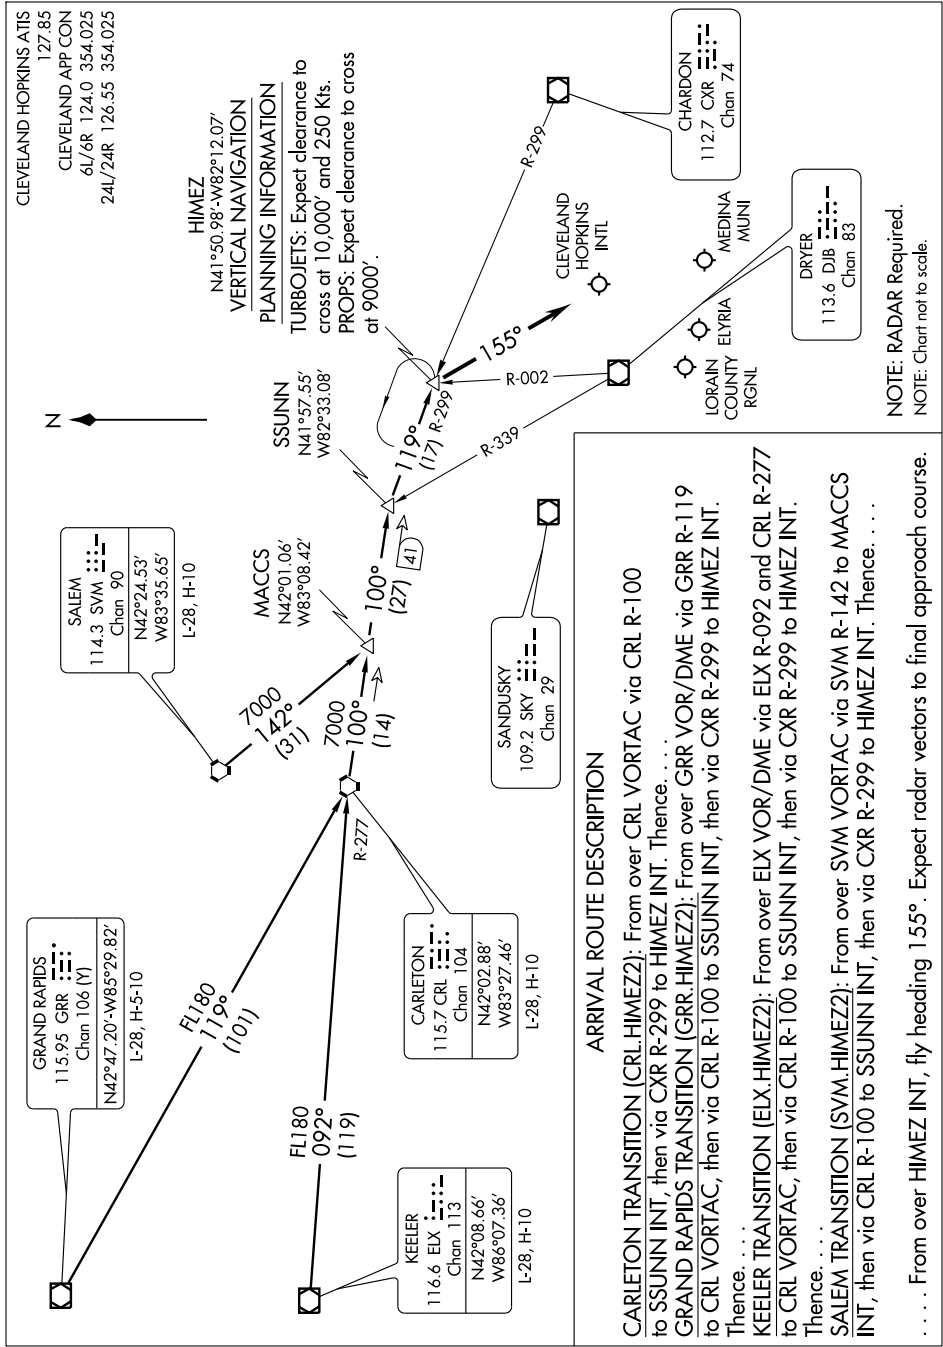 CLEVELAND HOPKINS ATIS
127.85
CLEVELAND APP CON
6L/6R 124.0 354.025
24L/24R 126.55 354.025
HIMEZ
N41°50.98'-W82°12.07'
VERTICAL NAVIGATION
PLANNING INFORMATION
TURBOJETS: Expect clearance to
cross at 10,000' and 250 Kts.
PROPS: Expect clearance to cross
at 9000'.
N
SSUNN
N41°57.55'
W82°33.08'
MACCS
N42°01.06'
W83°08.42'
SALEM
114.3 SVM
Chan 90
N42°24.53'
W83°35.65'
L-28, H-10
GRAND RAPIDS
115.95 GRR
Chan 106 (Y)
N42°47.20'-W85°29.82'
L-28, H-5-10
FL180
119°
(101)
FL180
092°
(119)
KEELER
116.6 ELX
Chan 113
N42°08.66'
W86°07.36'
L-28, H-10
CARLETON
115.7 CRL
Chan 104
N42°02.88'
W83°27.46'
L-28, H-10
R-277
7000
142°
(31)
7000
100°
(14)
100°
(27)
41
119°
(17)
R-299
R-299
155°
R-002
R-339
SANDUSKY
109.2 SKY
Chan 29
CHARDON
112.7 CXR
Chan 74
DRYER
113.6 DJB
Chan 83
CLEVELAND
HOPKINS
INTL
MEDINA
MUNI
ELYRIA
LORAIN
COUNTY
RGNL
NOTE: RADAR Required.
NOTE: Chart not to scale.
ARRIVAL ROUTE DESCRIPTION
CARLETON TRANSITION (CRL.HIMEZ2): From over CRL VORTAC via CRL R-100
to SSUNN INT, then via CXR R-299 to HIMEZ INT. Thence. . . .
GRAND RAPIDS TRANSITION (GRR.HIMEZ2): From over GRR VOR/DME via GRR R-119
to CRL VORTAC, then via CRL R-100 to SSUNN INT, then via CXR R-299 to HIMEZ INT.
Thence. . . .
KEELER TRANSITION (ELX.HIMEZ2): From over ELX VOR/DME via ELX R-092 and CRL R-277
to CRL VORTAC, then via CRL R-100 to SSUNN INT, then via CXR R-299 to HIMEZ INT.
Thence. . . .
SALEM TRANSITION (SVM.HIMEZ2): From over SVM VORTAC via SVM R-142 to MACCS
INT, then via CRL R-100 to SSUNN INT, then via CXR R-299 to HIMEZ INT. Thence. . . .
. . . . From over HIMEZ INT, fly heading 155°. Expect radar vectors to final approach course.